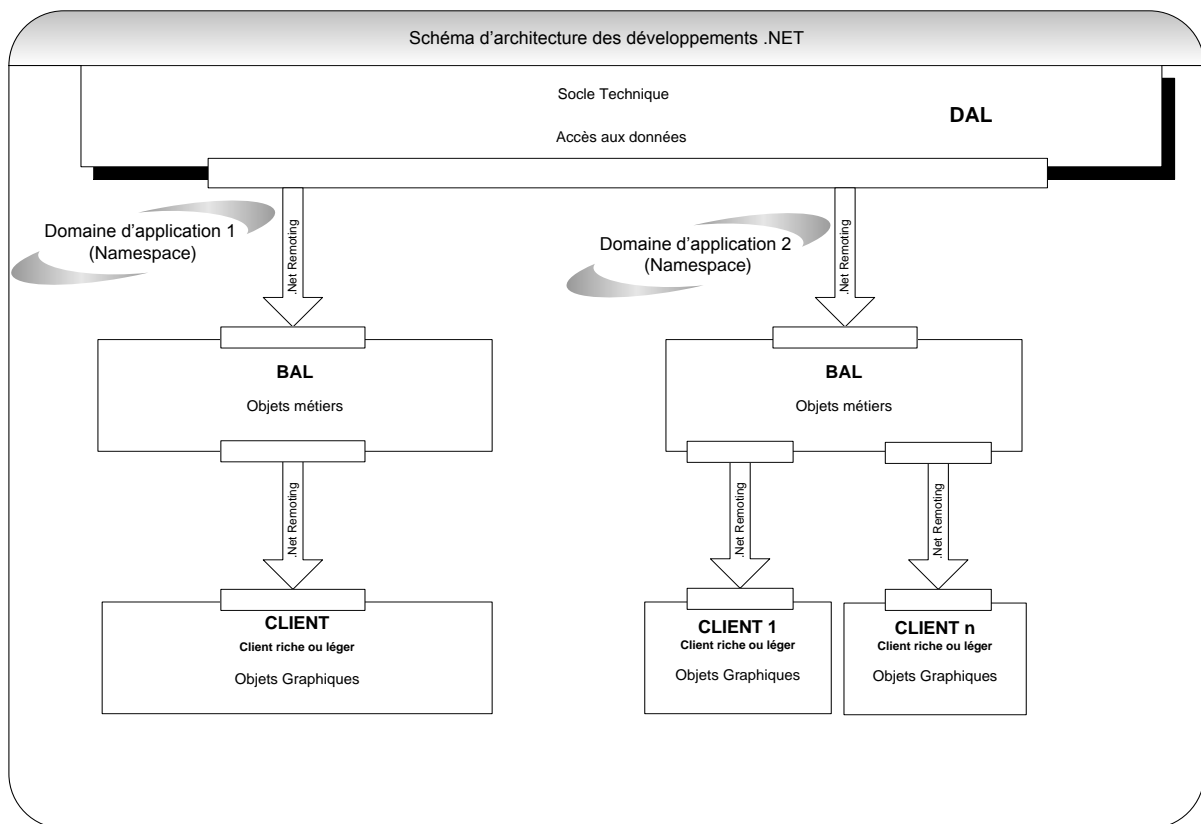 Schéma d'architecture des développements .NET
Socle Technique
DAL
Accès aux données
Domaine d'application 1
(Namespace)
.Net Remoting
Domaine d'application 2
(Namespace)
.Net Remoting
BAL
Objets métiers
BAL
Objets métiers
.Net Remoting
.Net Remoting
.Net Remoting
CLIENT
Client riche ou léger
Objets Graphiques
CLIENT 1
Client riche ou léger
Objets Graphiques
CLIENT n
Client riche ou léger
Objets Graphiques